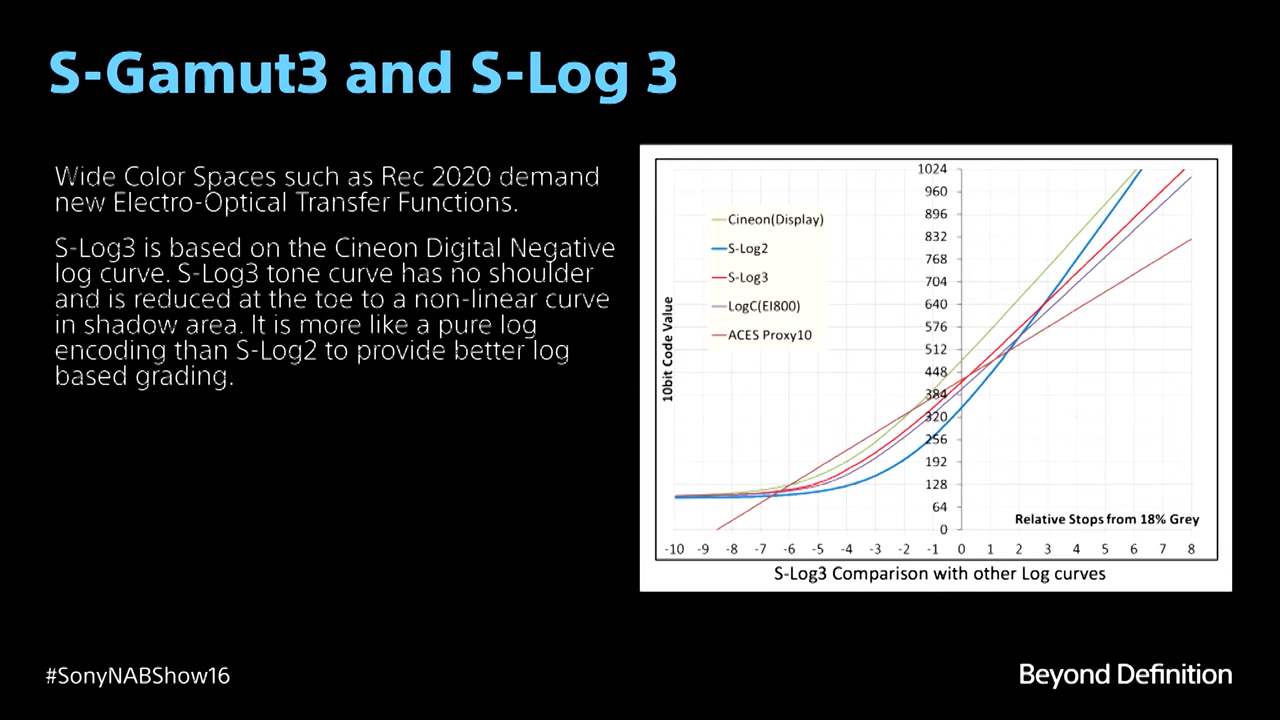 S-Gamut3 and S-Log 3
Wide Color Spaces such as Rec 2020 demand
new Electro-Optical Transfer Functions.
S-Log3 is based on the Cineon Digital Negative
log curve. S-Log3 tone curve has no shoulder
and is reduced at the toe to a non-linear curve
in shadow area. It is more like a pure log
encoding than S-Log2 to provide better log
based grading.
1024
960
896
832
768
704
640
576
512
448
384
320
256
192
128
64
0
Cineon(Display)
S-Log2
S-Log3
LogC(EI800)
ACES Proxy10
10bit Code Value
Relative Stops from 18% Grey
-10 -9 -8 -7 -6 -5 -4 -3 -2 -1 0 1 2 3 4 5 6 7 8
S-Log3 Comparison with other Log curves
#SonyNABShow16
Beyond Definition